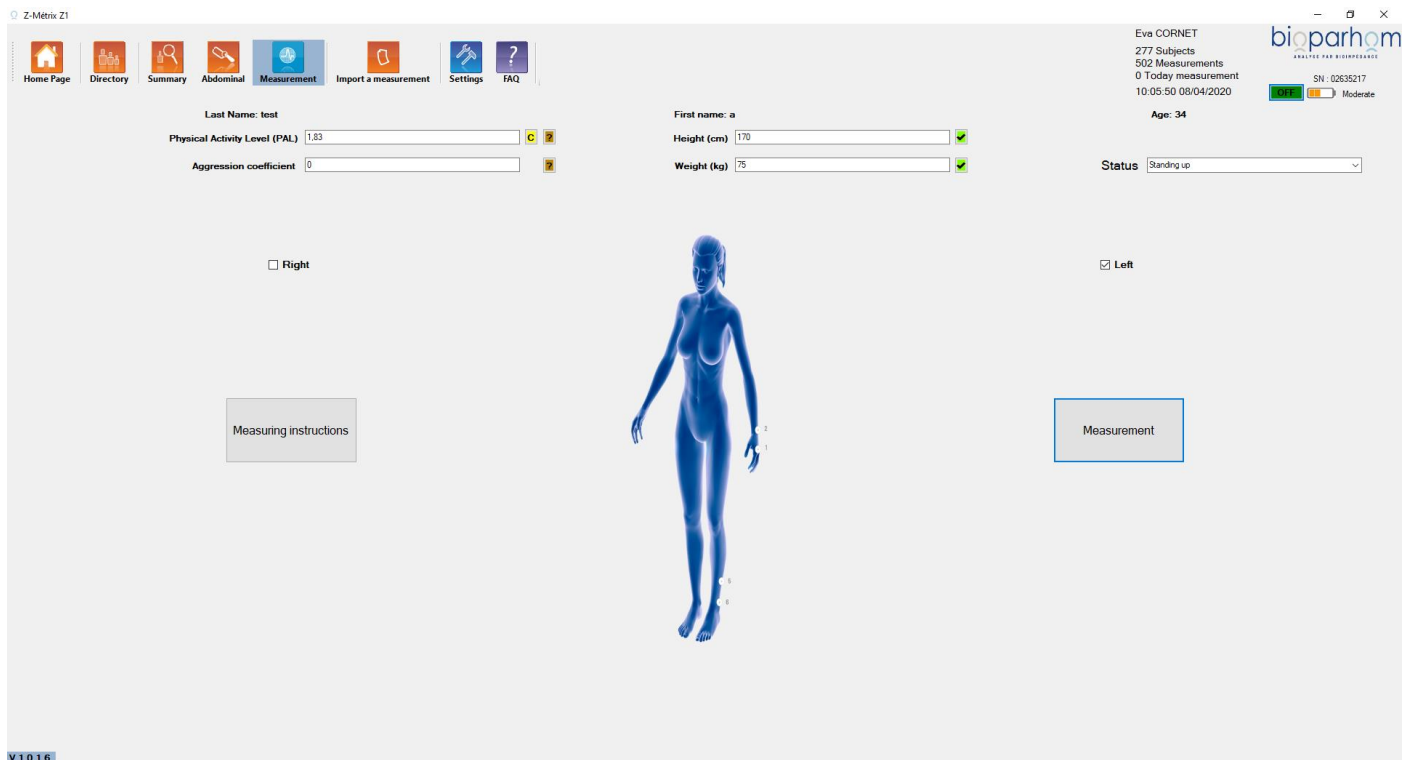 Z-Métrix Z1
Home Page
Directory
Summary
Abdominal
Measurement
Import a measurement
Settings
?
FAQ
Eva CORNET
277 Subjects
502 Measurements
0 Today measurement
10:05:50 08/04/2020
bioparhom
ANALYSE PAR BIOIMPÉDANCE
SN : 02635217
OFF
Moderate
Last Name: test
First name: a
Age: 34
Physical Activity Level (PAL) 1,83 C ?
Height (cm) 170
Aggression coefficient 0 ?
Weight (kg) 75
Status Standing up
Right
Left
Measuring instructions
Measurement
2
1
V 1 0 1 6